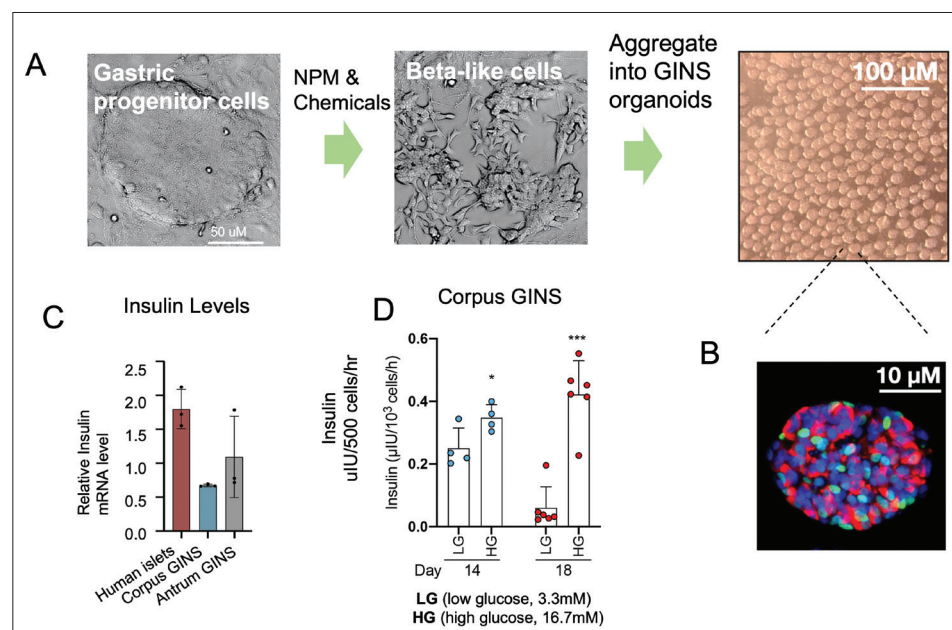 A
Gastric
progenitor cells
50 uM
NPM &
Chemicals
Beta-like cells
Aggregate
into GINS
organoids
100 µM
C
Insulin Levels
Relative Insulin
mRNA level
2.5
2.0
1.5
1.0
0.5
0.0
Human islets
Corpus GINS
Antrum GINS
D
Corpus GINS
Insulin
uIU/500 cells/hr
Insulin (µIU/10³ cells/h)
0.6
0.4
0.2
0.0
*
***
LG
HG
LG
HG
Day
14
18
LG (low glucose, 3.3mM)
HG (high glucose, 16.7mM)
B
10 µM